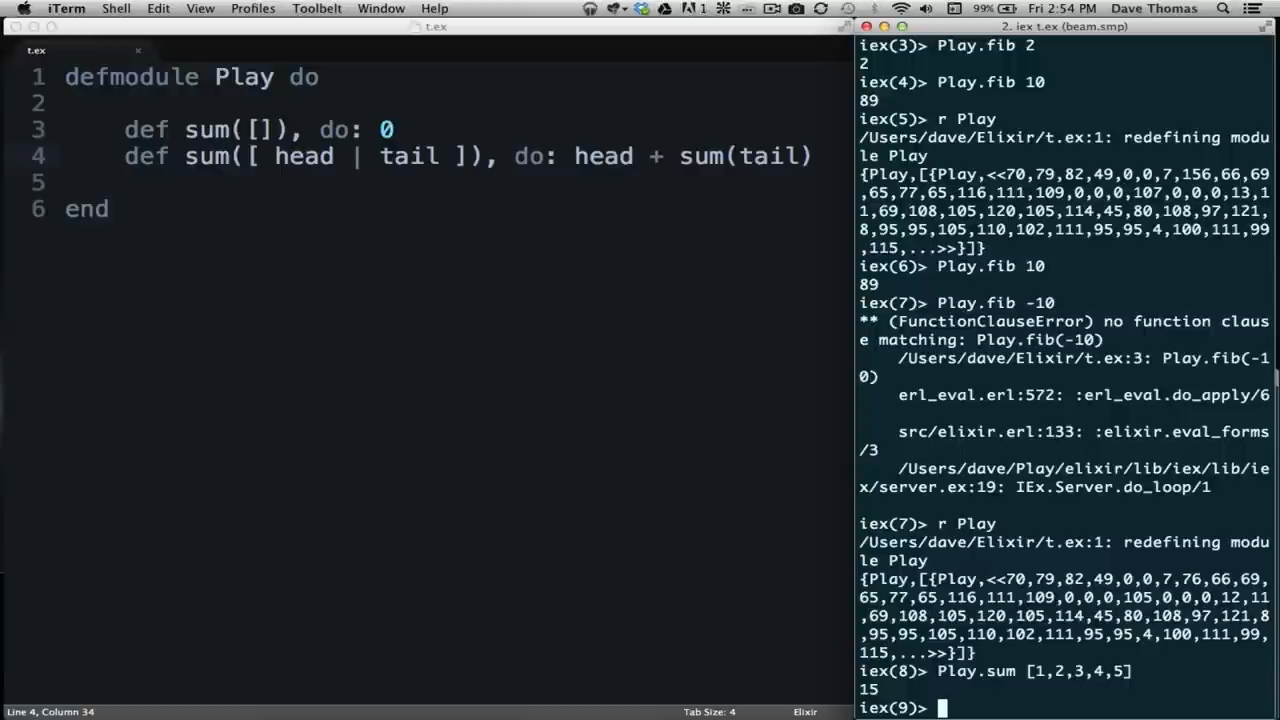 iTerm Shell Edit View Profiles Toolbelt Window Help 1 99% Fri 2:54 PM Dave Thomas
t.ex
2. iex t.ex (beam.smp)
t.ex ×
1 defmodule Play do
2
3 def sum([]), do: 0
4 def sum([ head | tail ]), do: head + sum(tail)
5
6 end
Line 4, Column 34
Tab Size: 4
Elixir
iex(3)> Play.fib 2
2
iex(4)> Play.fib 10
89
iex(5)> r Play
/Users/dave/Elixir/t.ex:1: redefining modu
le Play
{Play,[{Play,<<70,79,82,49,0,0,7,156,66,69
,65,77,65,116,111,109,0,0,0,107,0,0,0,13,1
1,69,108,105,120,105,114,45,80,108,97,121,
8,95,95,105,110,102,111,95,95,4,100,111,99
,115,...>>}]}
iex(6)> Play.fib 10
89
iex(7)> Play.fib -10
** (FunctionClauseError) no function claus
e matching: Play.fib(-10)
/Users/dave/Elixir/t.ex:3: Play.fib(-1
0)
erl_eval.erl:572: :erl_eval.do_apply/6
src/elixir.erl:133: :elixir.eval_forms
/3
/Users/dave/Play/elixir/lib/iex/lib/ie
x/server.ex:19: IEx.Server.do_loop/1
iex(7)> r Play
/Users/dave/Elixir/t.ex:1: redefining modu
le Play
{Play,[{Play,<<70,79,82,49,0,0,7,76,66,69,
65,77,65,116,111,109,0,0,0,105,0,0,0,12,11
,69,108,105,120,105,114,45,80,108,97,121,8
,95,95,105,110,102,111,95,95,4,100,111,99,
115,...>>}]}
iex(8)> Play.sum [1,2,3,4,5]
15
iex(9)>